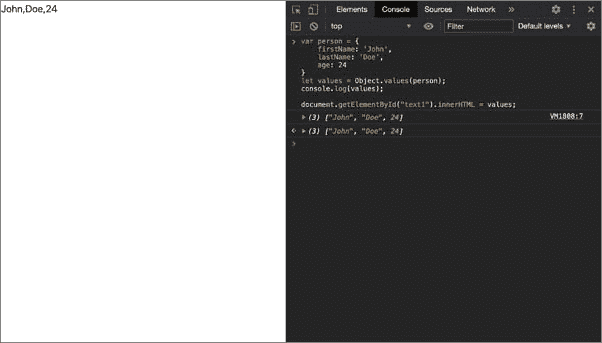 John,Doe,24
Elements Console Sources Network »
top Filter Default levels
var person = {
firstName: 'John',
lastName: 'Doe',
age: 24
}
let values = Object.values(person);
console.log(values);
document.getElementById("text1").innerHTML = values;
(3) ["John", "Doe", 24] VM1808:7
(3) ["John", "Doe", 24]